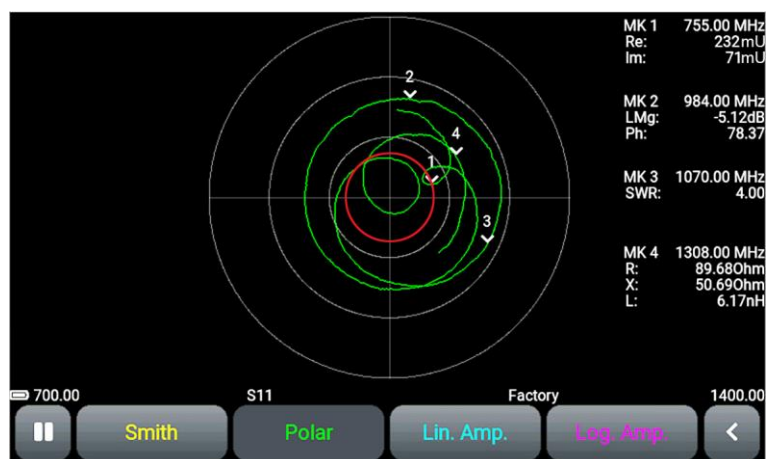 MK 1 755.00 MHz
Re: 232mU
Im: 71mU
MK 2 984.00 MHz
LMg: -5.12dB
Ph: 78.37
MK 3 1070.00 MHz
SWR: 4.00
MK 4 1308.00 MHz
R: 89.68Ohm
X: 50.69Ohm
L: 6.17nH
2
4
1
3
700.00 S11 Factory 1400.00
Smith Polar Lin. Amp. Log. Amp.